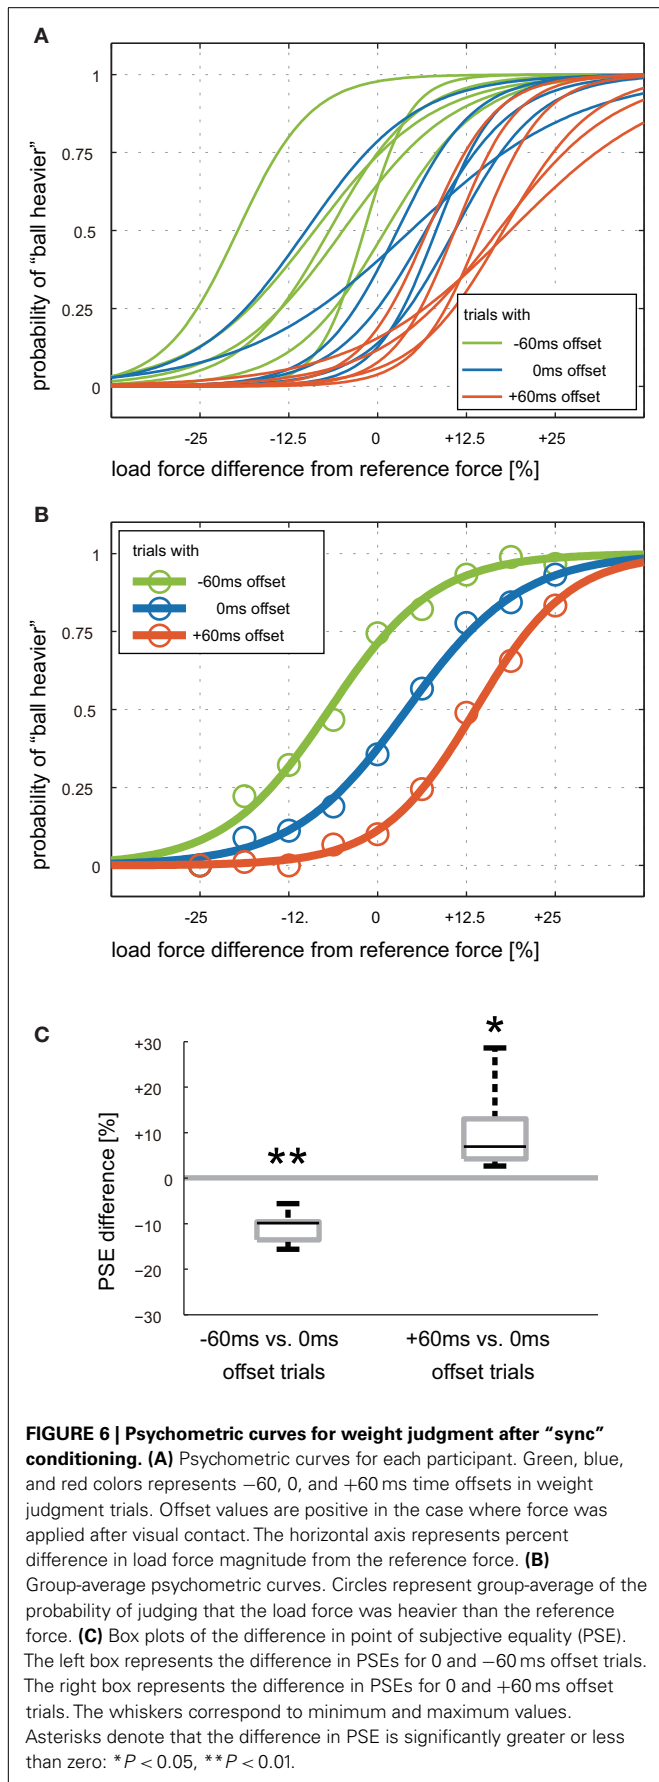 A
1
0.75
0.5
0.25
0
probability of “ball heavier”
trials with
-60ms offset
0ms offset
+60ms offset
-25 -12.5 0 +12.5 +25
load force difference from reference force [%]
B
trials with
-60ms offset
0ms offset
+60ms offset
1
0.75
0.5
0.25
0
probability of “ball heavier”
-25 -12. 0 +12.5 +25
load force difference from reference force [%]
C
+30
+20
+10
0
−10
−20
−30
PSE difference [%]
**
*
-60ms vs. 0ms +60ms vs. 0ms
offset trials offset trials
FIGURE 6 | Psychometric curves for weight judgment after “sync”
conditioning. (A) Psychometric curves for each participant. Green, blue,
and red colors represents −60, 0, and +60 ms time offsets in weight
judgment trials. Offset values are positive in the case where force was
applied after visual contact. The horizontal axis represents percent
difference in load force magnitude from the reference force. (B)
Group-average psychometric curves. Circles represent group-average of the
probability of judging that the load force was heavier than the reference
force. (C) Box plots of the difference in point of subjective equality (PSE).
The left box represents the difference in PSEs for 0 and −60 ms offset trials.
The right box represents the difference in PSEs for 0 and +60 ms offset
trials. The whiskers correspond to minimum and maximum values.
Asterisks denote that the difference in PSE is significantly greater or less
than zero: *P < 0.05, **P < 0.01.